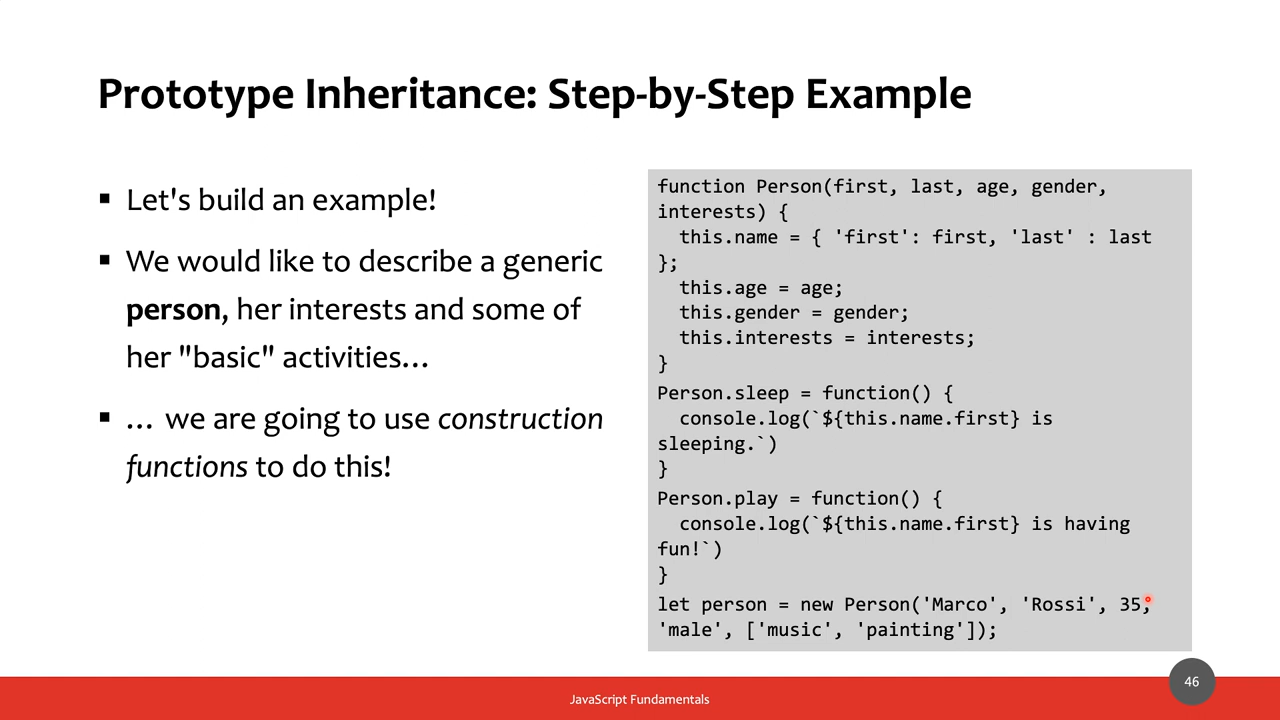 Prototype Inheritance: Step-by-Step Example
▪ Let's build an example!
▪ We would like to describe a generic
person, her interests and some of
her "basic" activities…
▪ … we are going to use construction
functions to do this!
function Person(first, last, age, gender,
interests) {
  this.name = { 'first': first, 'last' : last
};
  this.age = age;
  this.gender = gender;
  this.interests = interests;
}
Person.sleep = function() {
  console.log(`${this.name.first} is
sleeping.`)
}
Person.play = function() {
  console.log(`${this.name.first} is having
fun!`)
}
let person = new Person('Marco', 'Rossi', 35,
'male', ['music', 'painting']);
JavaScript Fundamentals
46